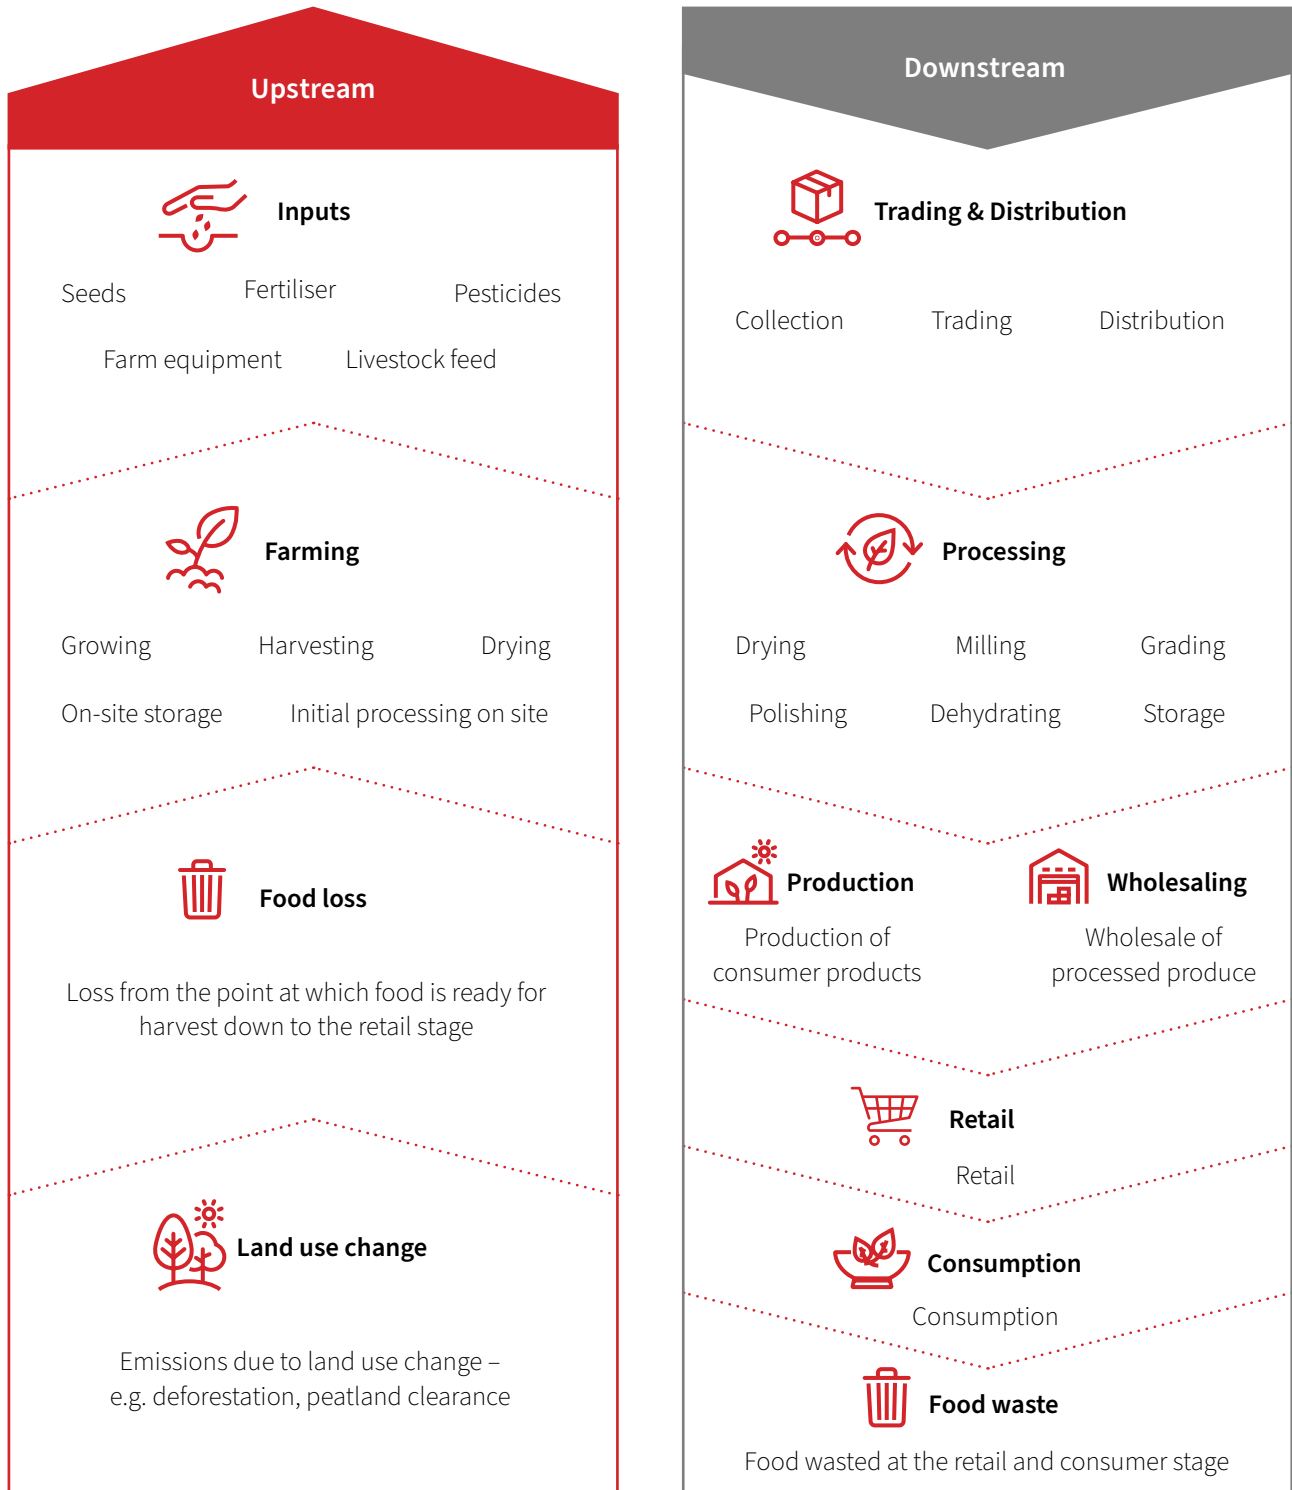 Upstream
Inputs
Seeds
Fertiliser
Pesticides
Farm equipment
Livestock feed
Farming
Growing
Harvesting
Drying
On-site storage
Initial processing on site
Food loss
Loss from the point at which food is ready for
harvest down to the retail stage
Land use change
Emissions due to land use change –
e.g. deforestation, peatland clearance
Downstream
Trading & Distribution
Collection
Trading
Distribution
Processing
Drying
Milling
Grading
Polishing
Dehydrating
Storage
Production
Production of
consumer products
Wholesaling
Wholesale of
processed produce
Retail
Retail
Consumption
Consumption
Food waste
Food wasted at the retail and consumer stage